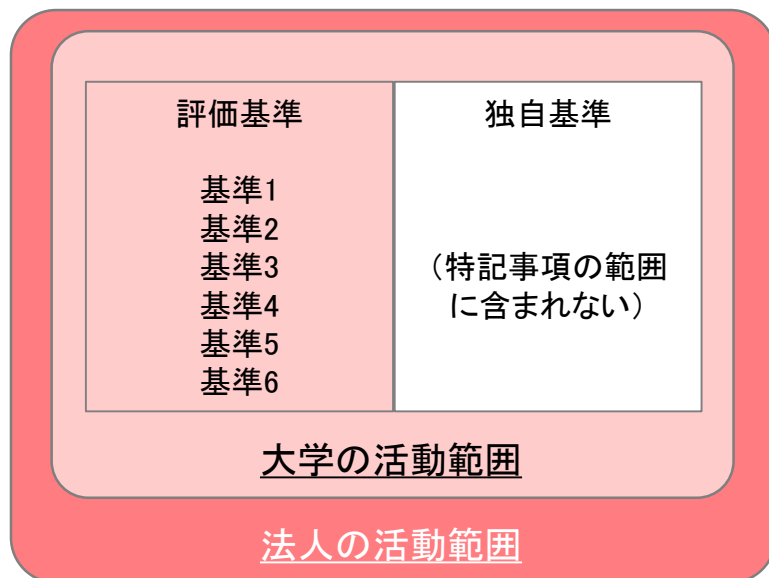 評価基準
基準1
基準2
基準3
基準4
基準5
基準6
独自基準
（特記事項の範囲
に含まれない）
大学の活動範囲
法人の活動範囲